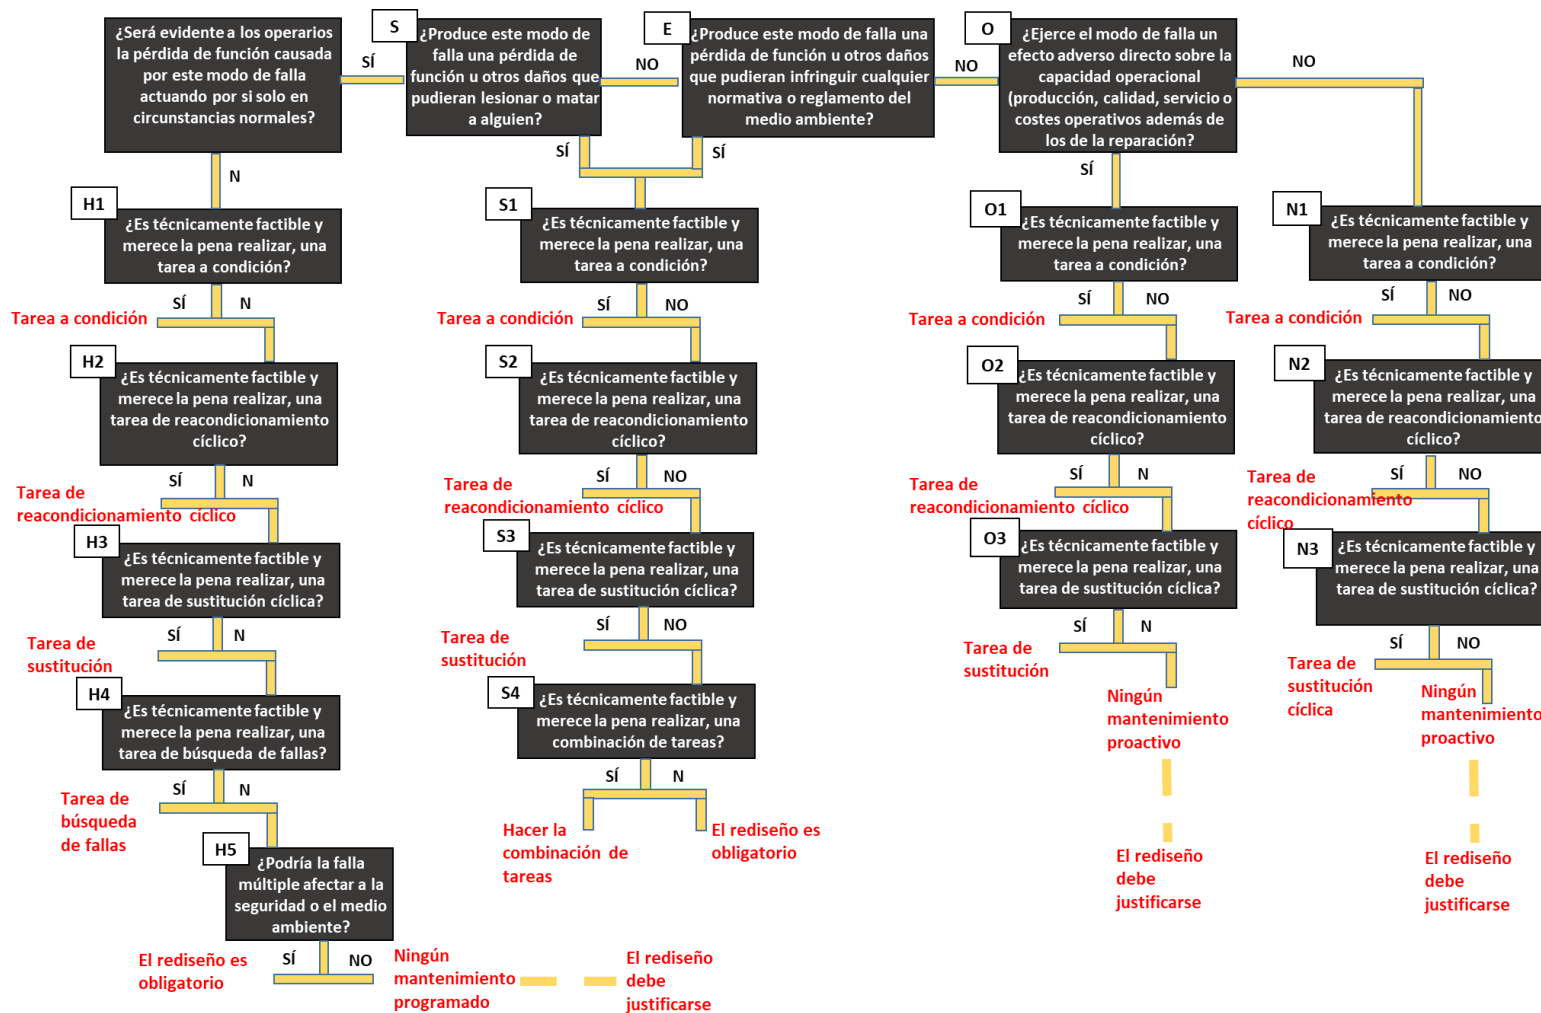 ¿Será evidente a los operarios
la pérdida de función causada
por este modo de falla
actuando por si solo en
circunstancias normales?
SÍ
N
S
¿Produce este modo de
falla una pérdida de
función u otros daños que
pudieran lesionar o matar
a alguien?
NO
SÍ
E
¿Produce este modo de falla una
pérdida de función u otros daños
que pudieran infringir cualquier
normativa o reglamento del
medio ambiente?
NO
SÍ
O
¿Ejerce el modo de falla un
efecto adverso directo sobre la
capacidad operacional
(producción, calidad, servicio o
costes operativos además de
los de la reparación?
NO
SÍ
H1
¿Es técnicamente factible y
merece la pena realizar, una
tarea a condición?
SÍ
N
Tarea a condición
H2
¿Es técnicamente factible y
merece la pena realizar, una
tarea de reacondicionamiento
cíclico?
SÍ
N
Tarea de
reacondicionamiento cíclico
H3
¿Es técnicamente factible y
merece la pena realizar, una
tarea de sustitución cíclica?
SÍ
N
Tarea de
sustitución
H4
¿Es técnicamente factible y
merece la pena realizar, una
tarea de búsqueda de fallas?
SÍ
N
Tarea de
búsqueda
de fallas
H5
¿Podría la falla
múltiple afectar a la
seguridad o el medio
ambiente?
SÍ
NO
El rediseño es
obligatorio
Ningún
mantenimiento
programado
El rediseño
debe
justificarse
S1
¿Es técnicamente factible y
merece la pena realizar, una
tarea a condición?
SÍ
NO
Tarea a condición
S2
¿Es técnicamente factible y
merece la pena realizar, una
tarea de reacondicionamiento
cíclico?
SÍ
NO
Tarea de
reacondicionamiento cíclico
S3
¿Es técnicamente factible y
merece la pena realizar, una
tarea de sustitución cíclica?
SÍ
NO
Tarea de
sustitución
S4
¿Es técnicamente factible y
merece la pena realizar, una
combinación de tareas?
SÍ
N
Hacer la
combinación de
tareas
El rediseño es
obligatorio
O1
¿Es técnicamente factible y
merece la pena realizar, una
tarea a condición?
SÍ
NO
Tarea a condición
O2
¿Es técnicamente factible y
merece la pena realizar, una
tarea de reacondicionamiento
cíclico?
SÍ
N
Tarea de
reacondicionamiento cíclico
O3
¿Es técnicamente factible y
merece la pena realizar, una
tarea de sustitución cíclica?
SÍ
N
Tarea de
sustitución
Ningún
mantenimiento
proactivo
El rediseño
debe
justificarse
N1
¿Es técnicamente factible y
merece la pena realizar, una
tarea a condición?
SÍ
NO
Tarea a condición
N2
¿Es técnicamente factible y
merece la pena realizar, una
tarea de reacondicionamiento
cíclico?
SÍ
NO
Tarea de
reacondicionamiento
cíclico
N3
¿Es técnicamente factible y
merece la pena realizar, una
tarea de sustitución cíclica?
SÍ
NO
Tarea de
sustitución
cíclica
Ningún
mantenimiento
proactivo
El rediseño
debe
justificarse